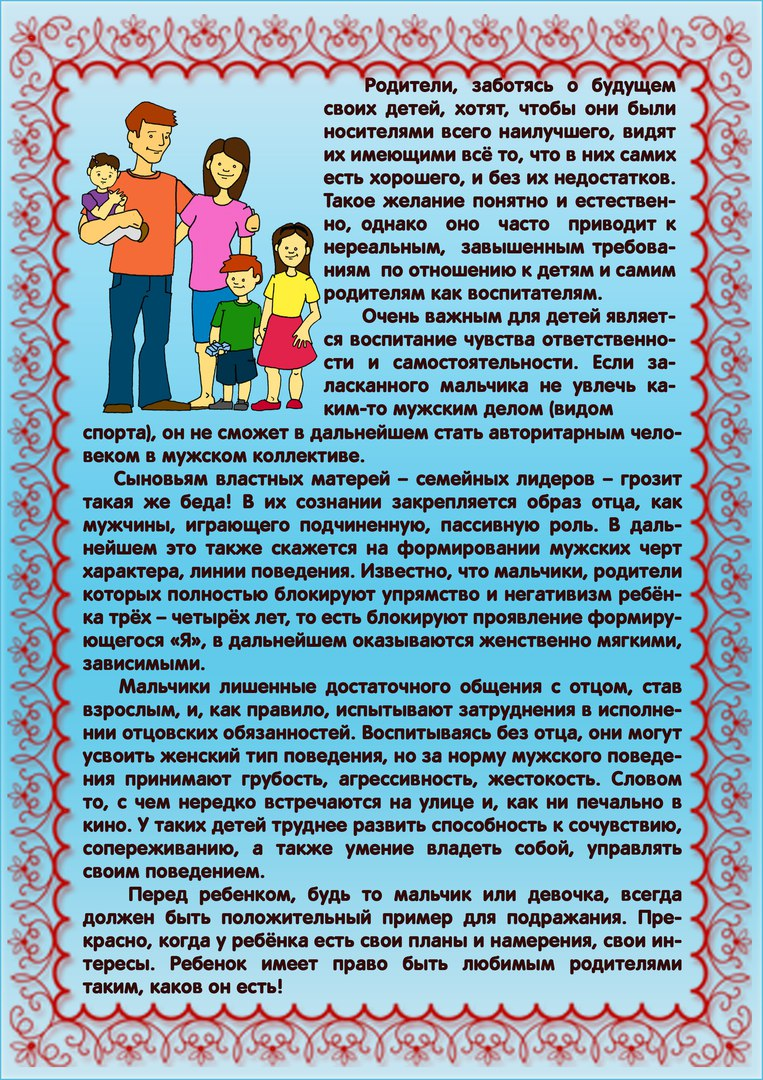 Родители, заботясь о будущем
своих детей, хотят, чтобы они были
носителями всего наилучшего, видят
их имеющими всё то, что в них самих
есть хорошего, и без их недостатков.
Такое желание понятно и естествен-
но, однако оно часто приводит к
нереальным, завышенным требова-
ниям по отношению к детям и самим
родителям как воспитателям.
Очень важным для детей являет-
ся воспитание чувства ответственно-
сти и самостоятельности. Если за-
ласканного мальчика не увлечь ка-
ким-то мужским делом (видом
спорта), он не сможет в дальнейшем стать авторитарным чело-
веком в мужском коллективе.
Сыновьям властных матерей – семейных лидеров – грозит
такая же беда! В их сознании закрепляется образ отца, как
мужчины, играющего подчиненную, пассивную роль. В даль-
нейшем это также скажется на формировании мужских черт
характера, линии поведения. Известно, что мальчики, родители
которых полностью блокируют упрямство и негативизм ребён-
ка трёх – четырёх лет, то есть блокируют проявление формиру-
ющегося «Я», в дальнейшем оказываются женственно мягкими,
зависимыми.
Мальчики лишенные достаточного общения с отцом, став
взрослым, и, как правило, испытывают затруднения в исполне-
нии отцовских обязанностей. Воспитываясь без отца, они могут
усвоить женский тип поведения, но за норму мужского поведе-
ния принимают грубость, агрессивность, жестокость. Словом
то, с чем нередко встречаются на улице и, как ни печально в
кино. У таких детей труднее развить способность к сочувствию,
сопереживанию, а также умение владеть собой, управлять
своим поведением.
Перед ребенком, будь то мальчик или девочка, всегда
должен быть положительный пример для подражания. Пре-
красно, когда у ребёнка есть свои планы и намерения, свои ин-
тересы. Ребенок имеет право быть любимым родителями
таким, каков он есть!